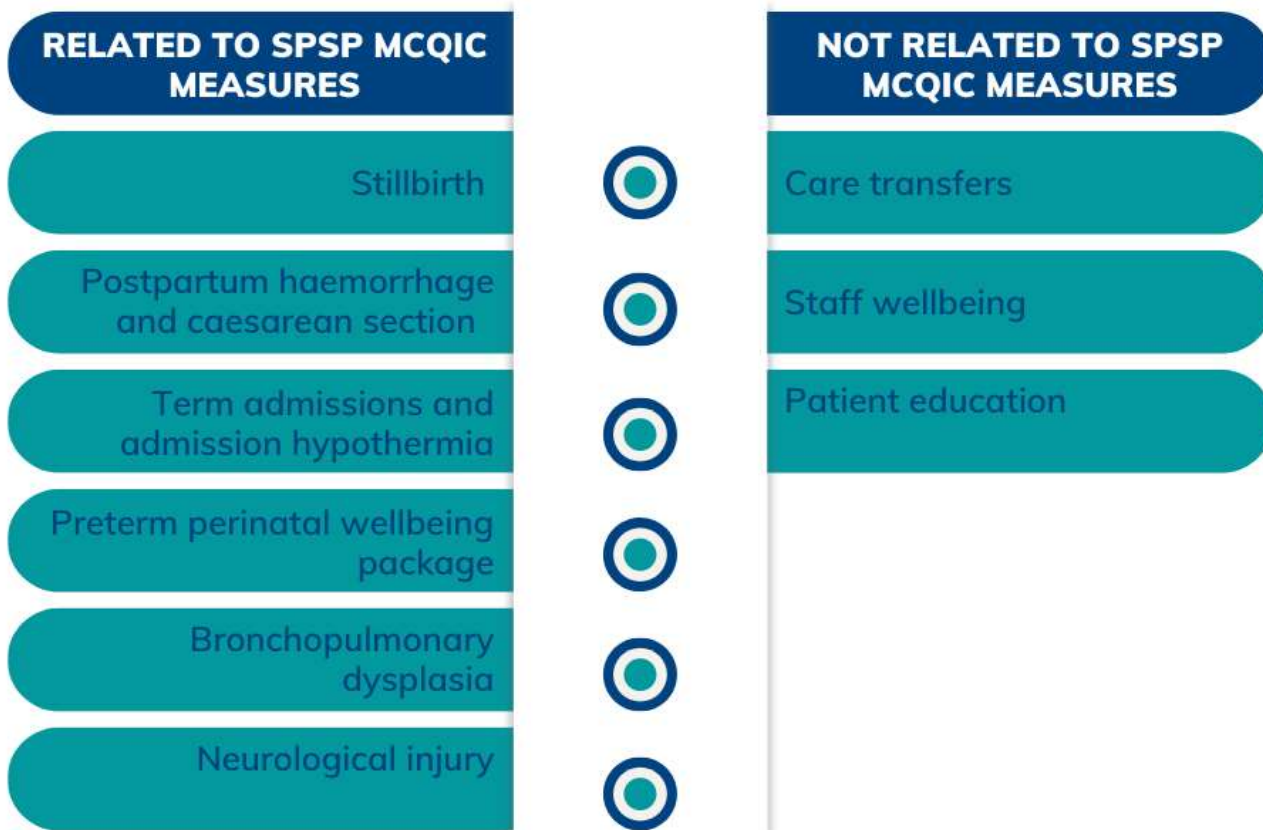 RELATED TO SPSP MCQIC
MEASURES
Stillbirth
Postpartum haemorrhage
and caesarean section
Term admissions and
admission hypothermia
Preterm perinatal wellbeing
package
Bronchopulmonary
dysplasia
Neurological injury
NOT RELATED TO SPSP
MCQIC MEASURES
Care transfers
Staff wellbeing
Patient education